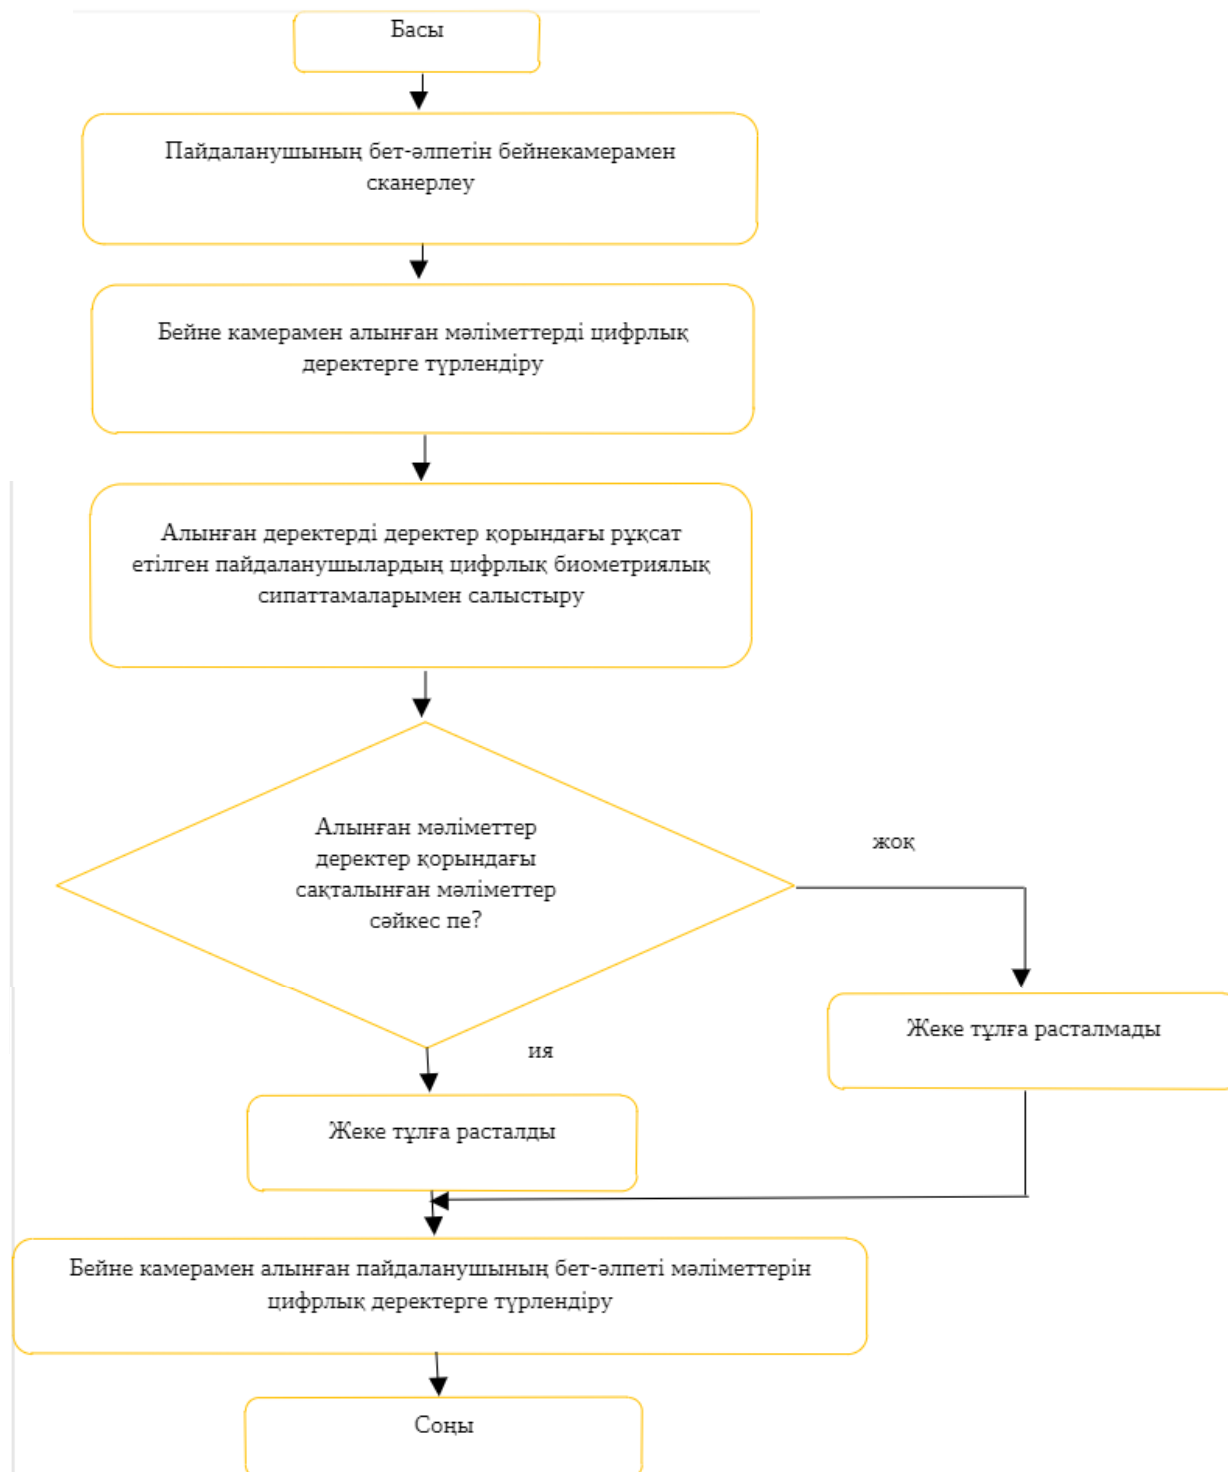 Басы
Пайдаланушының бет-әлпетін бейнекамерамен
сканерлеу
Бейне камерамен алынған мәліметтерді цифрлық
деректерге түрлендіру
Алынған деректерді деректер қорындағы рұқсат
етілген пайдаланушылардың цифрлық биометриялық
сипаттамаларымен салыстыру
Алынған мәліметтер
деректер қорындағы
сақталынған мәліметтер
сәйкес пе?
жоқ
Жеке тұлға расталмады
ия
Жеке тұлға расталды
Бейне камерамен алынған пайдаланушының бет-әлпеті мәліметтерін
цифрлық деректерге түрлендіру
Соңы